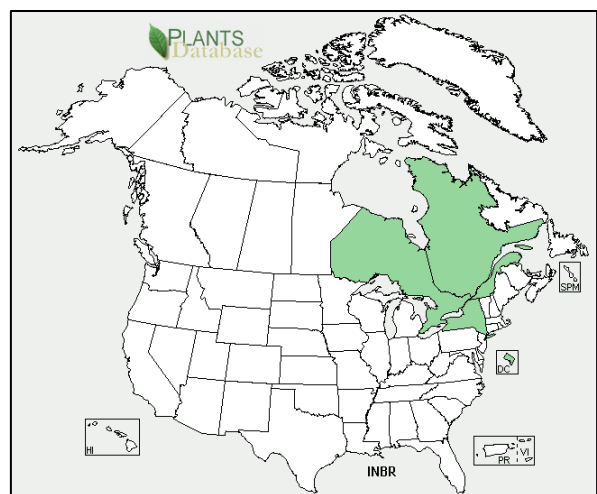 PLANTS
Database
SPM
DC
HI
PR
VI
INBR